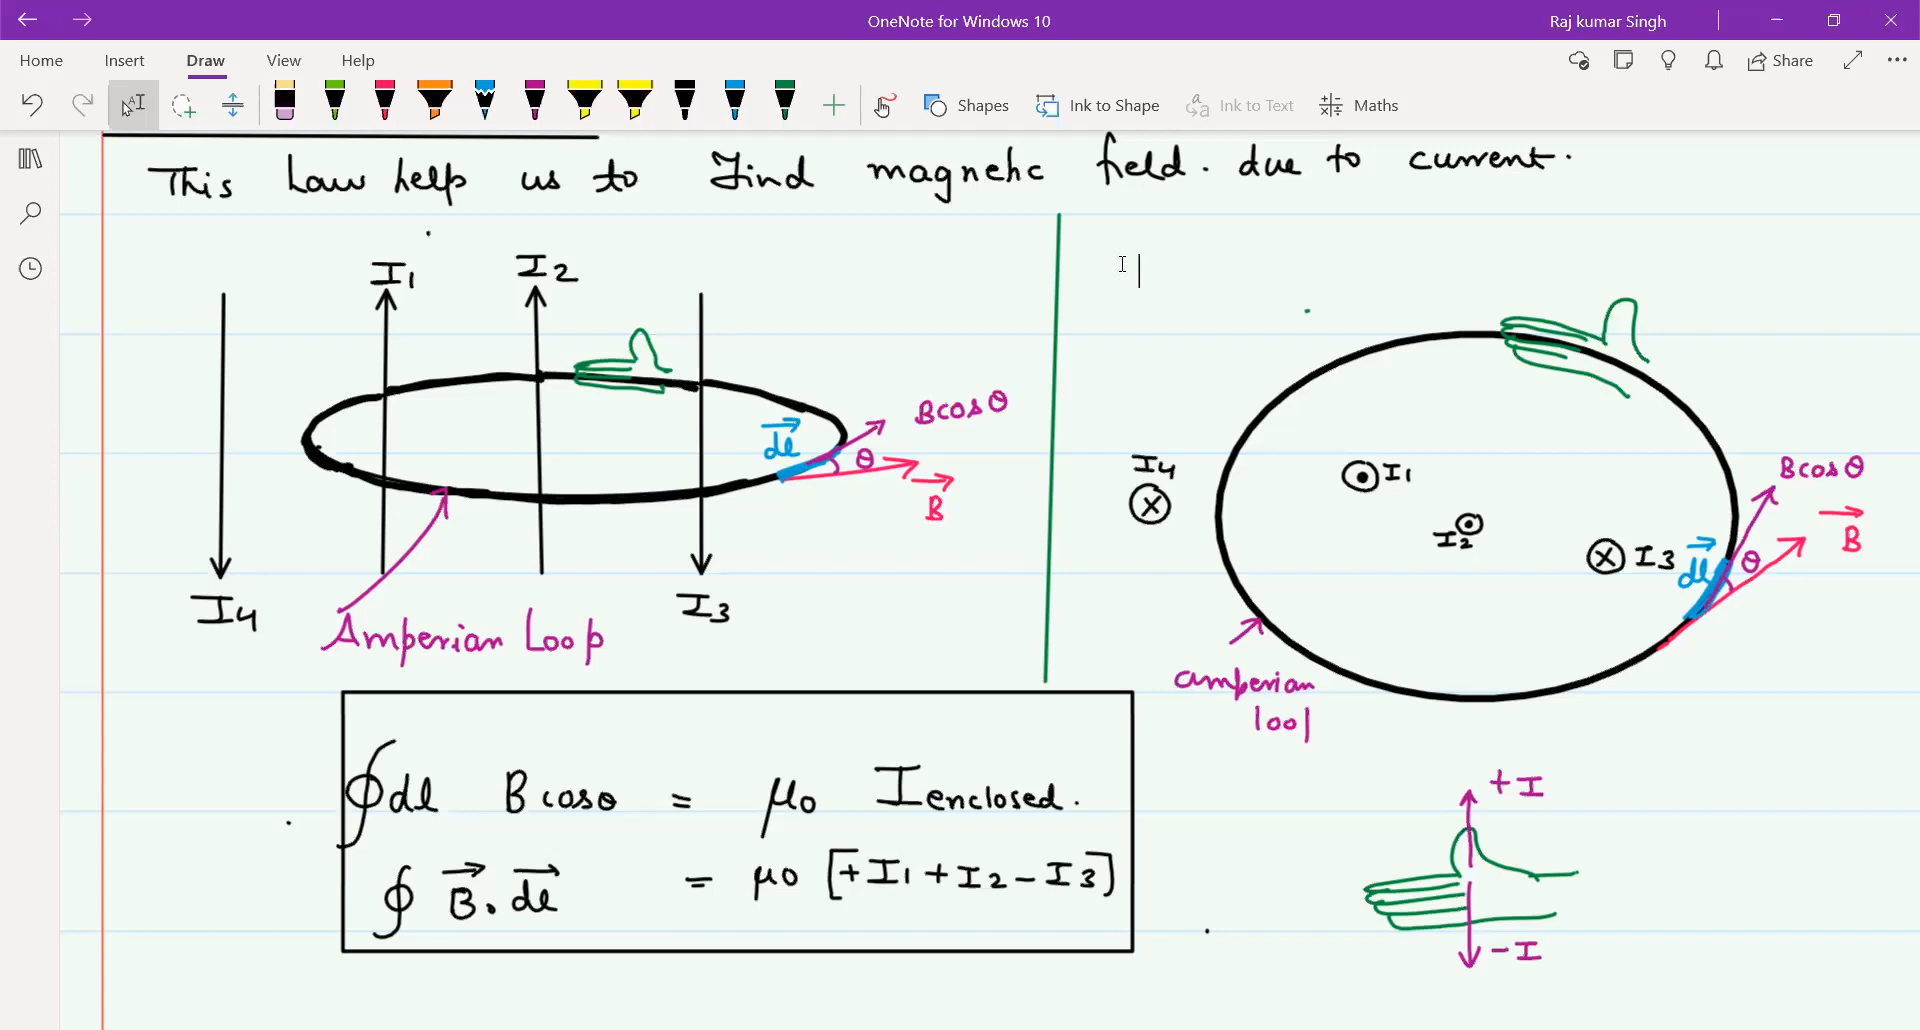 OneNote for Windows 10
Raj kumar Singh
Home Insert Draw View Help
Share
Shapes Ink to Shape Ink to Text Maths
This Law help us to find magnetic field. due to current.
I1 I2
Bcosθ
dl θ
B
I4 I3
Amperian Loop
I4 I1
I2
I3
Bcosθ
B
dl θ
amperian
loop
∮dl Bcosθ = μ0 Ienclosed.
∮ B.dl = μ0 [+I1+I2-I3]
+I
-I